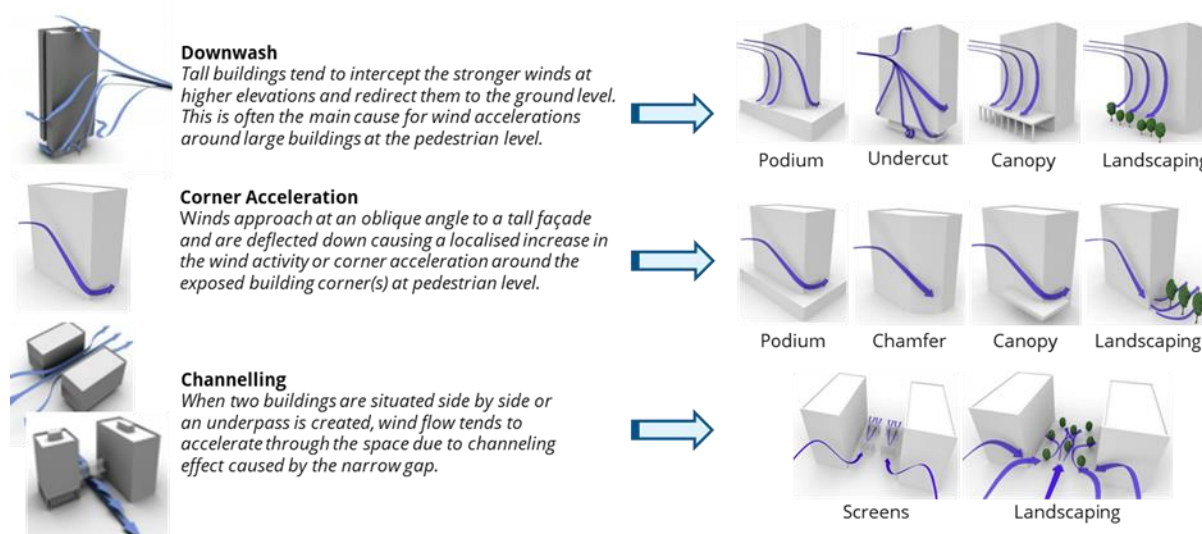 Downwash
Tall buildings tend to intercept the stronger winds at
higher elevations and redirect them to the ground level.
This is often the main cause for wind accelerations
around large buildings at the pedestrian level.
Podium
Undercut
Canopy
Landscaping
Corner Acceleration
Winds approach at an oblique angle to a tall façade
and are deflected down causing a localised increase in
the wind activity or corner acceleration around the
exposed building corner(s) at pedestrian level.
Podium
Chamfer
Canopy
Landscaping
Channelling
When two buildings are situated side by side or
an underpass is created, wind flow tends to
accelerate through the space due to channeling
effect caused by the narrow gap.
Screens
Landscaping